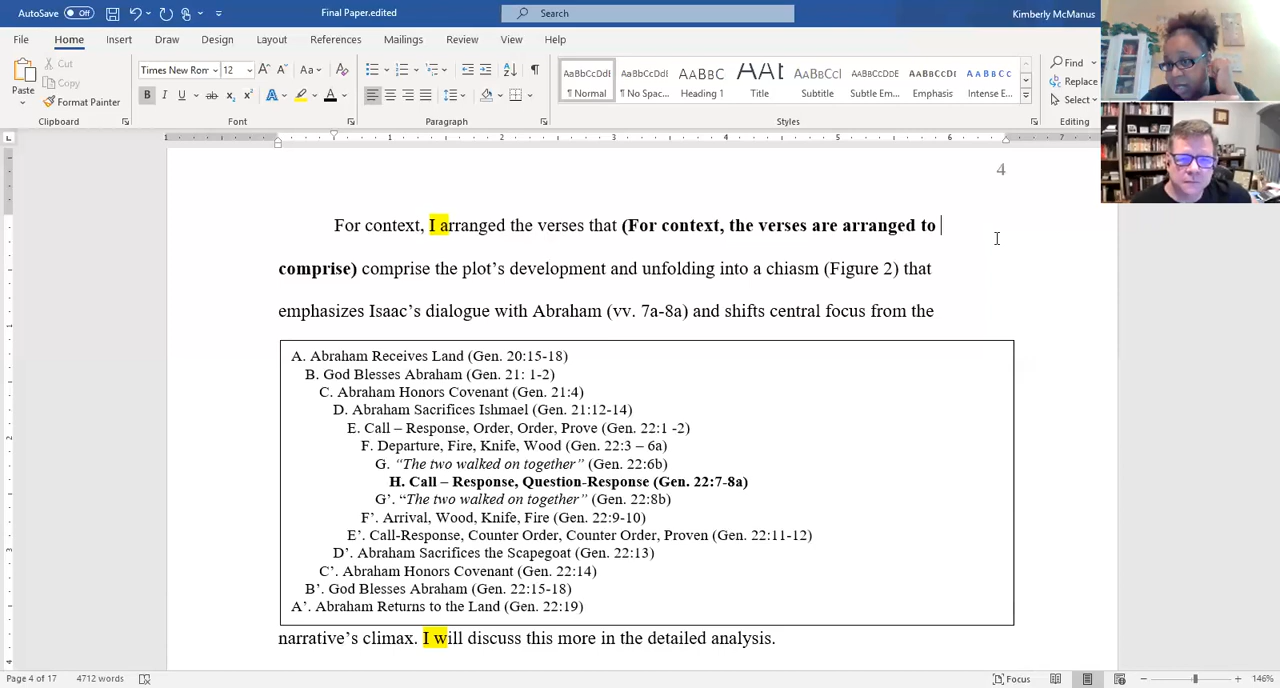 AutoSave Off
Final Paper.edited
Search
Kimberly McManus
File Home Insert Draw Design Layout References Mailings Review View Help
Paste
Cut
Copy
Format Painter
Clipboard
Times New Rom 12
Font
Paragraph
AaBbCcDdE AaBbCcDdE AaBbC AAt AaBbCcl AaBbCcDdE AaBbCcDc AaBbCc
¶ Normal ¶ No Spac... Heading 1 Title Subtitle Subtle Em... Emphasis Intense E...
Styles
Find
Replace
Select
Editing
4
For context, I arranged the verses that (For context, the verses are arranged to
comprise) comprise the plot’s development and unfolding into a chiasm (Figure 2) that
emphasizes Isaac’s dialogue with Abraham (vv. 7a-8a) and shifts central focus from the
A. Abraham Receives Land (Gen. 20:15-18)
B. God Blesses Abraham (Gen. 21: 1-2)
C. Abraham Honors Covenant (Gen. 21:4)
D. Abraham Sacrifices Ishmael (Gen. 21:12-14)
E. Call – Response, Order, Order, Prove (Gen. 22:1 -2)
F. Departure, Fire, Knife, Wood (Gen. 22:3 – 6a)
G. “The two walked on together” (Gen. 22:6b)
H. Call – Response, Question-Response (Gen. 22:7-8a)
G’. “The two walked on together” (Gen. 22:8b)
F’. Arrival, Wood, Knife, Fire (Gen. 22:9-10)
E’. Call-Response, Counter Order, Counter Order, Proven (Gen. 22:11-12)
D’. Abraham Sacrifices the Scapegoat (Gen. 22:13)
C’. Abraham Honors Covenant (Gen. 22:14)
B’. God Blesses Abraham (Gen. 22:15-18)
A’. Abraham Returns to the Land (Gen. 22:19)
narrative’s climax. I will discuss this more in the detailed analysis.
Page 4 of 17 4712 words
Focus
146%